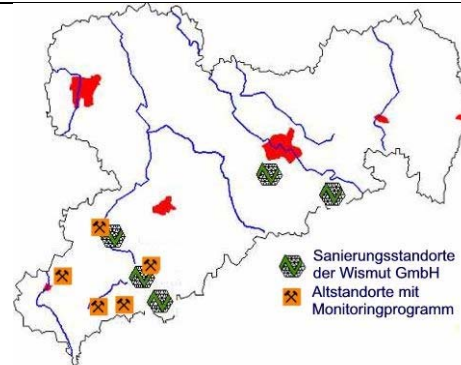 Sanierungsstandorte
der Wismut GmbH
Altstandorte mit
Monitoringprogramm